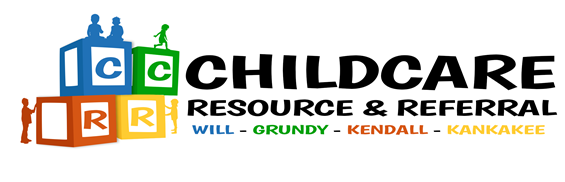 C C
R R
CHILDCARE
RESOURCE & REFERRAL
WILL - GRUNDY - KENDALL - KANKAKEE